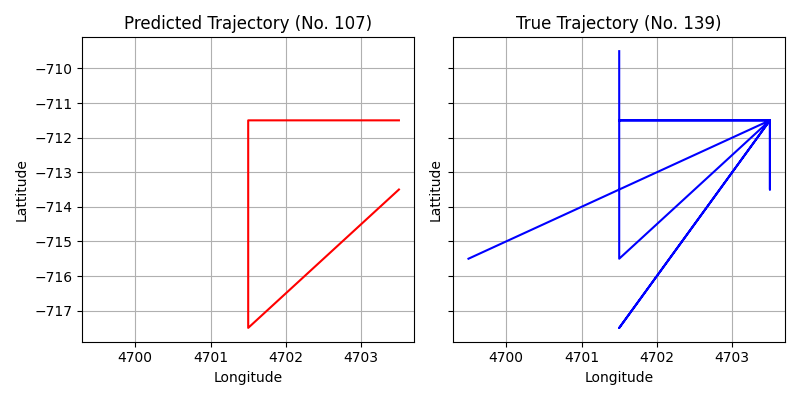 Predicted Trajectory (No. 107)
True Trajectory (No. 139)
−710
−711
−712
−713
−714
−715
−716
−717
Lattitude
Lattitude
4700 4701 4702 4703
4700 4701 4702 4703
Longitude
Longitude